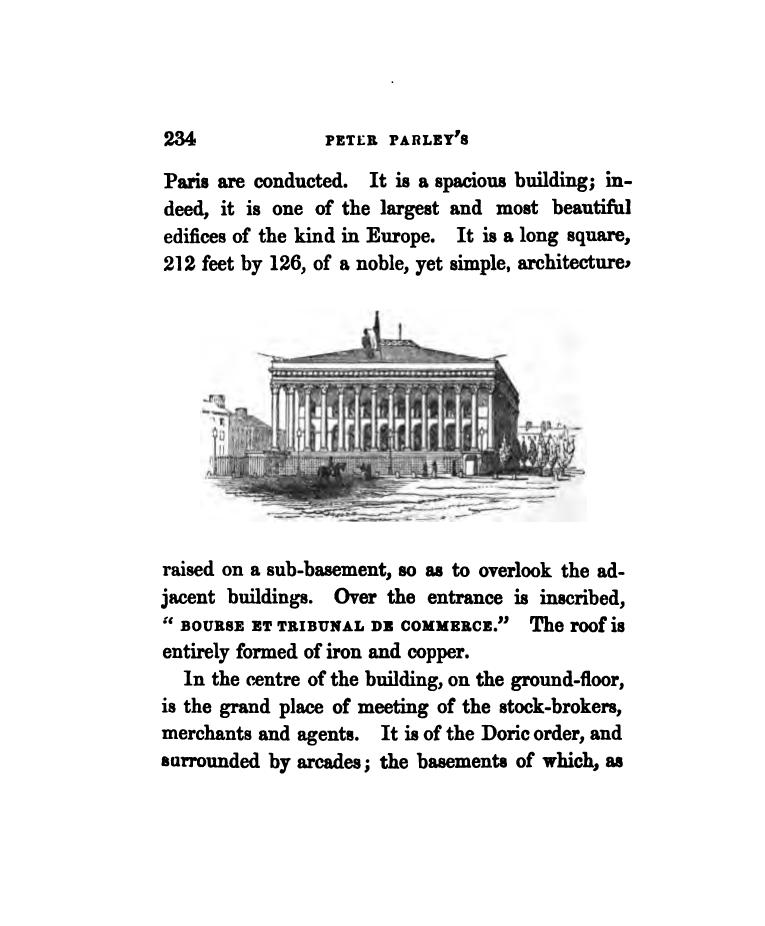 234 PETER PARLEY'S
Paris are conducted. It is a spacious building; in-
deed, it is one of the largest and most beautiful
edifices of the kind in Europe. It is a long square,
212 feet by 126, of a noble, yet simple, architecture,
raised on a sub-basement, so as to overlook the ad-
jacent buildings. Over the entrance is inscribed,
“ BOURSE ET TRIBUNAL DE COMMERCE.” The roof is
entirely formed of iron and copper.
In the centre of the building, on the ground-floor,
is the grand place of meeting of the stock-brokers,
merchants and agents. It is of the Doric order, and
surrounded by arcades; the basements of which, as